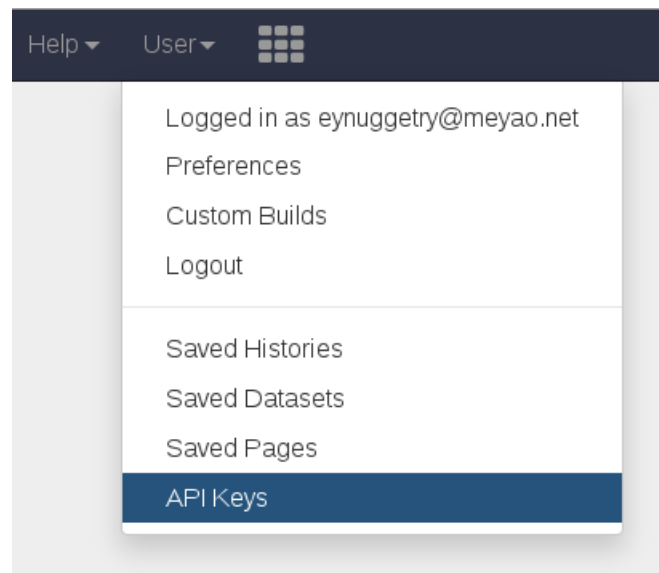 Help User
Logged in as eynuggetry@meyao.net
Preferences
Custom Builds
Logout
Saved Histories
Saved Datasets
Saved Pages
API Keys